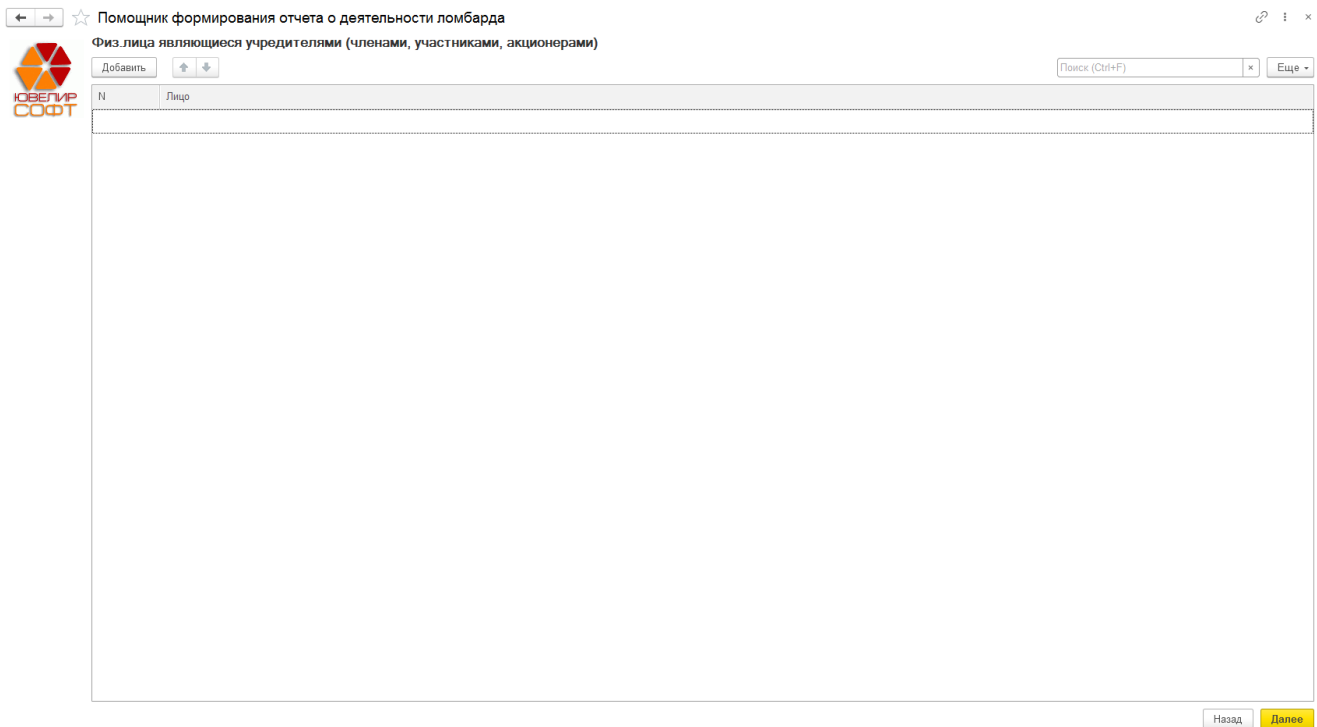 Помощник формирования отчета о деятельности ломбарда
Физ.лица являющиеся учредителями (членами, участниками, акционерами)
ЮВЕЛИР
СОФТ
Добавить
Поиск (Ctrl+F)
×
Еще
N Лицо
Назад Далее